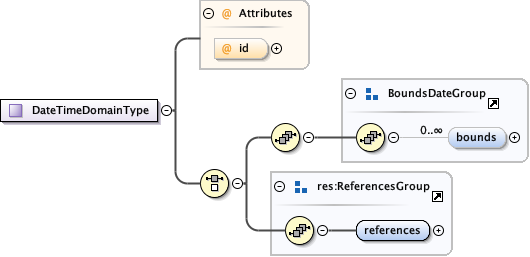 Attributes
@ id
DateTimeDomainType
BoundsDateGroup
0..∞
bounds
res:ReferencesGroup
references